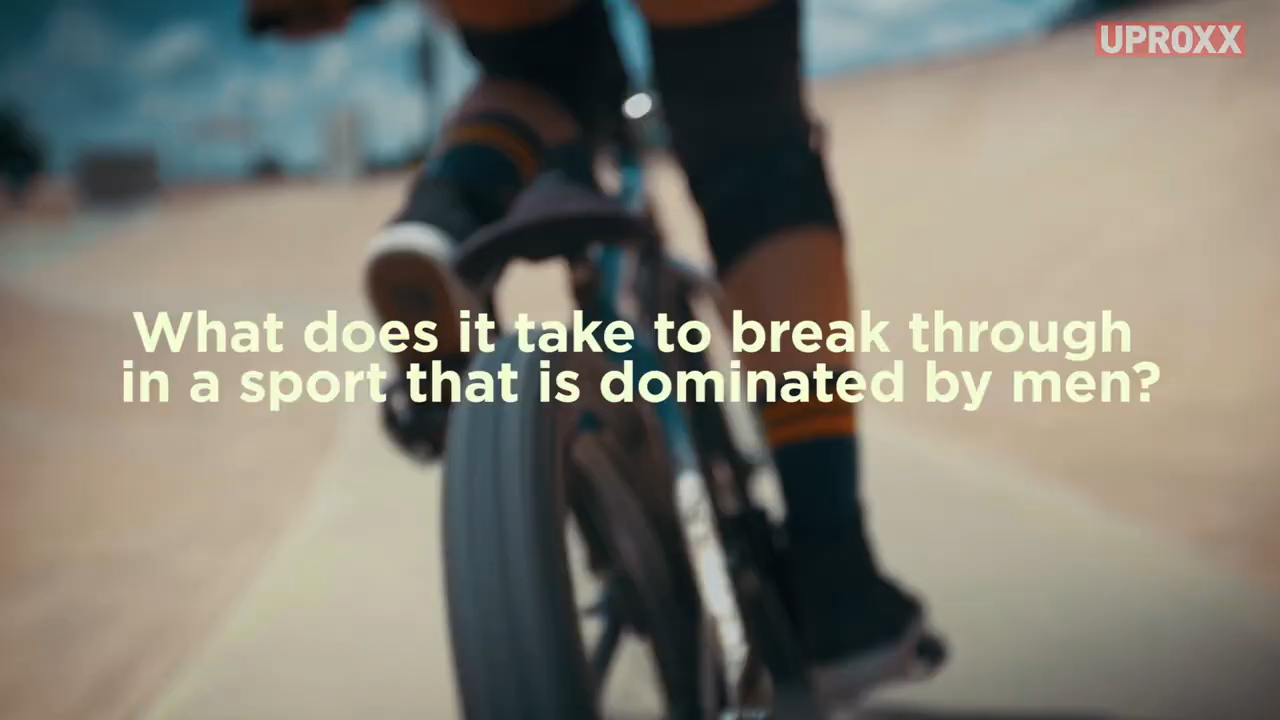 UPROXX
What does it take to break through
in a sport that is dominated by men?